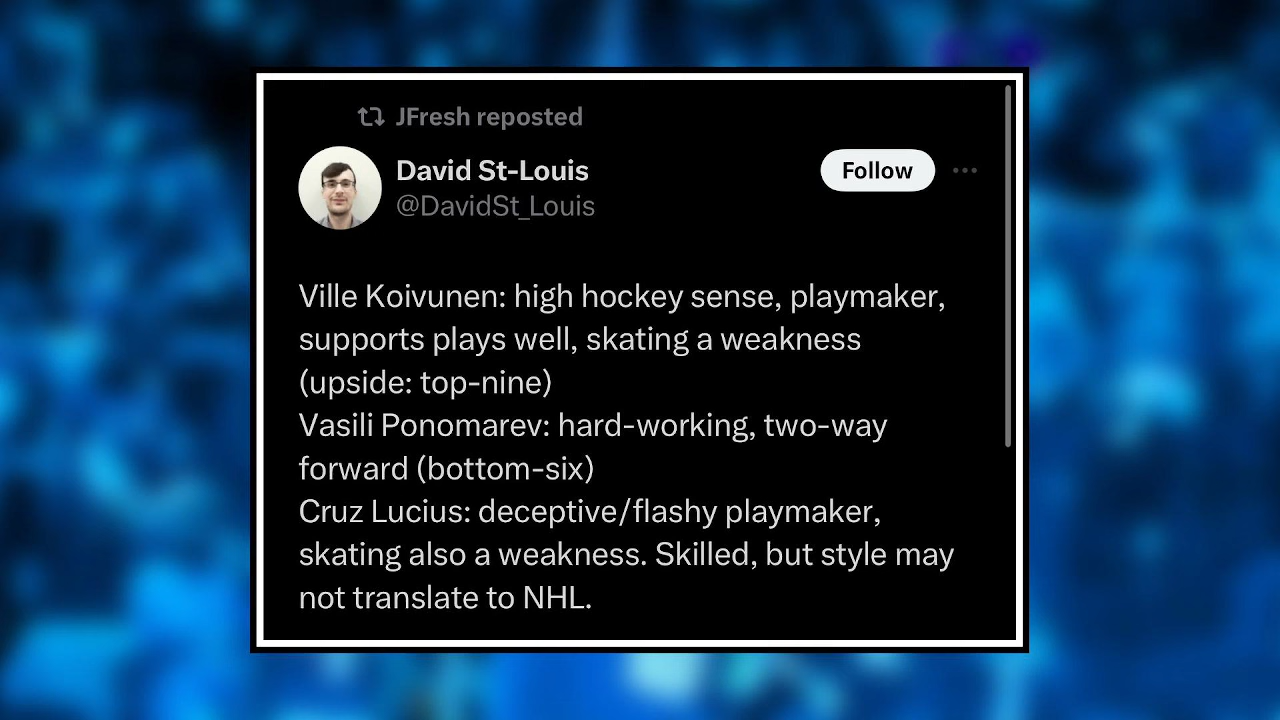 JFresh reposted
David St-Louis
@DavidSt_Louis
Follow
Ville Koivunen: high hockey sense, playmaker,
supports plays well, skating a weakness
(upside: top-nine)
Vasili Ponomarev: hard-working, two-way
forward (bottom-six)
Cruz Lucius: deceptive/flashy playmaker,
skating also a weakness. Skilled, but style may
not translate to NHL.